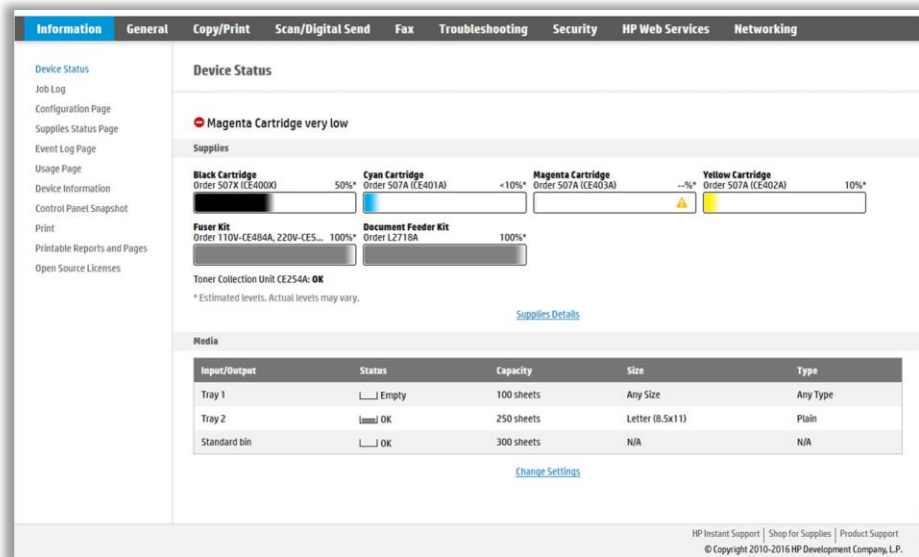 Information General Copy/Print Scan/Digital Send Fax Troubleshooting Security HP Web Services Networking
Device Status
Job Log
Configuration Page
Supplies Status Page
Event Log Page
Usage Page
Device Information
Control Panel Snapshot
Print
Printable Reports and Pages
Open Source Licenses
Device Status
Magenta Cartridge very low
Supplies
Black Cartridge
Order 507X (CE400X) 50%*
Cyan Cartridge
Order 507A (CE401A) <10%*
Magenta Cartridge
Order 507A (CE403A) --%*
Yellow Cartridge
Order 507A (CE402A) 10%*
Fuser Kit
Order 110V-CE484A, 220V-CE5... 100%*
Document Feeder Kit
Order L2718A 100%*
Toner Collection Unit CE254A: OK
* Estimated levels. Actual levels may vary.
Supplies Details
Media
Input/Output Status Capacity Size Type
Tray 1 Empty 100 sheets Any Size Any Type
Tray 2 OK 250 sheets Letter (8.5x11) Plain
Standard bin OK 300 sheets N/A N/A
Change Settings
HP Instant Support | Shop for Supplies | Product Support
© Copyright 2010-2016 HP Development Company, L.P.